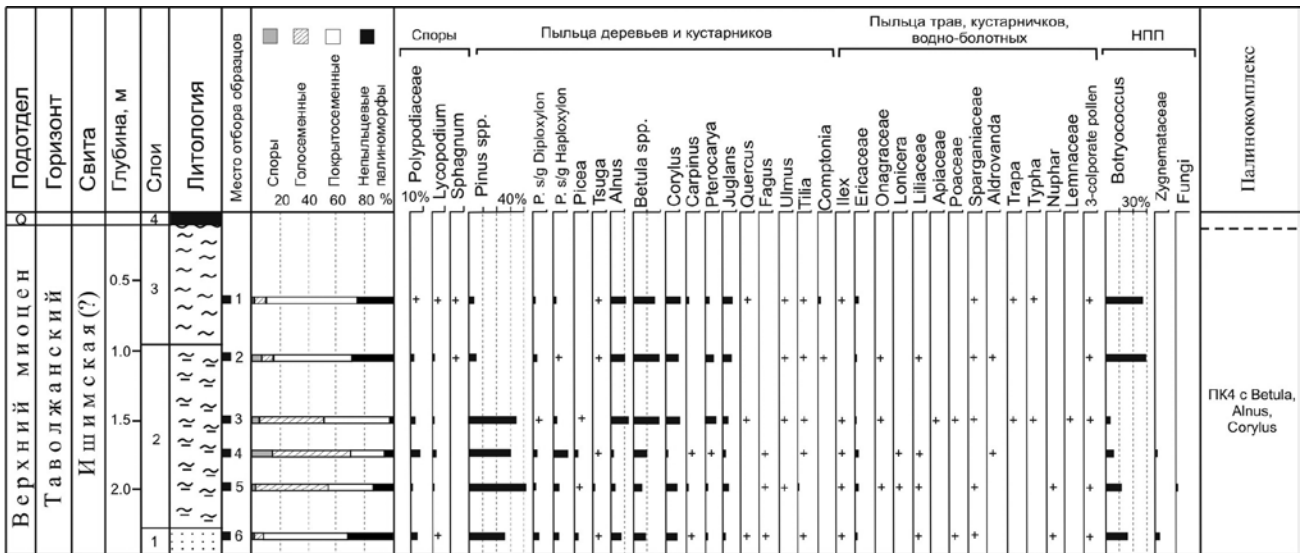 Подотдел
Горизонт
Свита
Глубина, м
Слои
Литология
Место отбора образцов
Споры
Голосеменные
Покрытосеменные
Непыльцевые
палиноморфы
20 40 60 80 %
Споры
Пыльца деревьев и кустарников
Пыльца трав, кустарничков,
водно-болотных
НПП
Палинокомплекс
Polypodiaceae
Lycopodium
Sphagnum
Pinus spp.
P. s/g Diploxylon
P. s/g Haploxylon
Picea
Tsuga
Alnus
Betula spp.
Corylus
Carpinus
Pterocarya
Juglans
Quercus
Fagus
Ulmus
Tilia
Comptonia
Ilex
Ericaceae
Onagraceae
Lonicera
Liliaceae
Apiaceae
Poaceae
Sparganiaceae
Aldrovanda
Trapa
Typha
Nuphar
Lemnaceae
3-colporate pollen
Botryococcus
Zygnemataceae
Fungi
10%
40%
30%
Q
Верхний миоцен
Таволжанский
Ишимская(?)
0.5
1.0
1.5
2.0
4
3
2
1
1 + + + + + + + + + + + +
2 + + + + + + + + + + +
3 + + + + + + + + + + + + +
4 + + + + + + + + + +
5 + + + + + + + + +
6 + + + + + + + + + + +
ПК4 с Betula,
Alnus,
Corylus